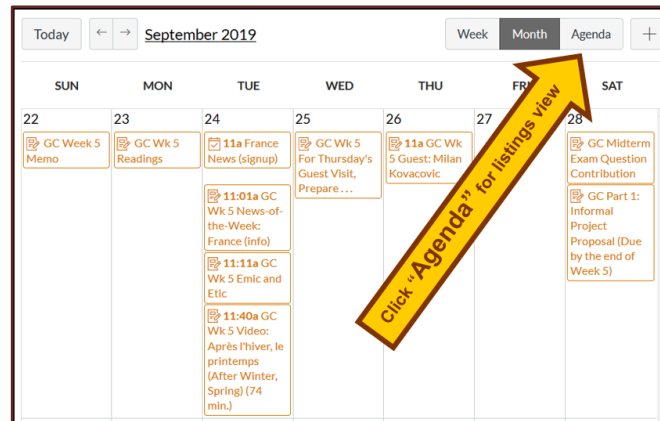 Today ← → September 2019 Week Month Agenda +
SUN MON TUE WED THU FRI SAT
22 23 24 25 26 27 28
GC Week 5
Memo
GC Wk 5
Readings
11a France
News (signup)
11:01a GC
Wk 5 News-of-
the-Week:
France (info)
11:11a GC
Wk 5 Emic and
Etic
11:40a GC
Wk 5 Video:
Après l'hiver, le
printemps
(After Winter,
Spring) (74
min.)
GC Wk 5
For Thursday's
Guest Visit,
Prepare . . .
11a GC Wk
5 Guest: Milan
Kovacovic
GC Midterm
Exam Question
Contribution
GC Part 1:
Informal
Project
Proposal (Due
by the end of
Week 5)
Click "Agenda" for listings view